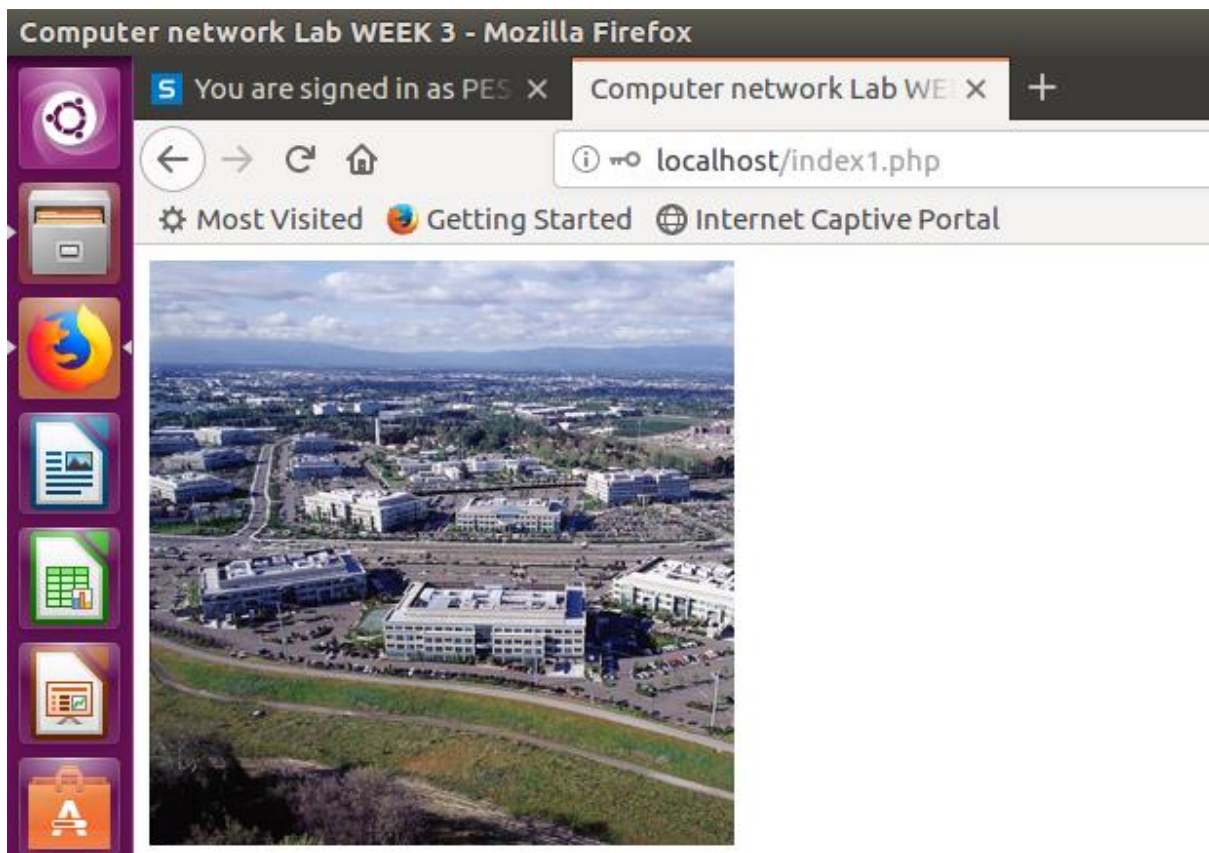 Computer network Lab WEEK 3 - Mozilla Firefox
S You are signed in as PES
Computer network Lab WE
localhost/index1.php
Most Visited Getting Started Internet Captive Portal